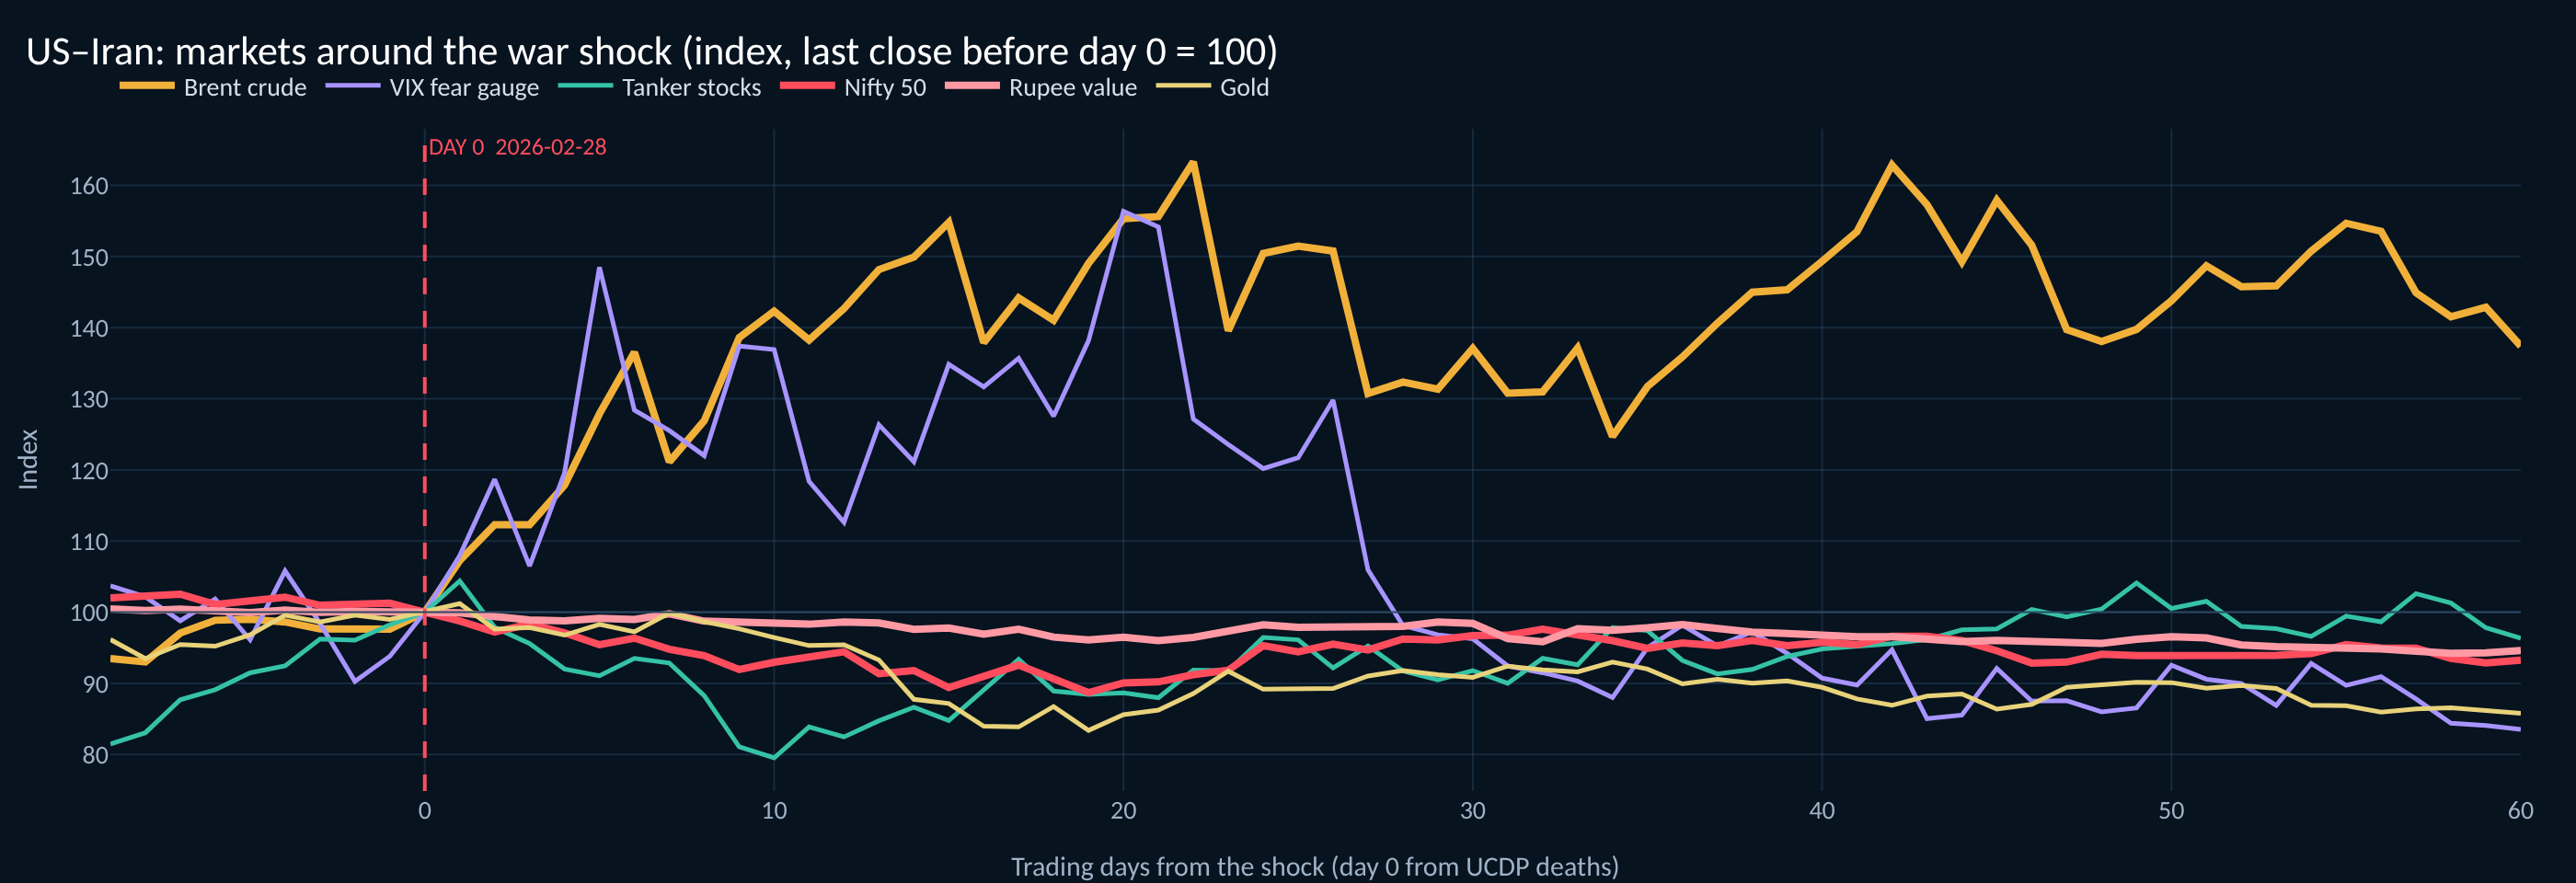 US–Iran: markets around the war shock (index, last close before day 0 = 100)
Brent crude VIX fear gauge Tanker stocks Nifty 50 Rupee value Gold
DAY 0 2026-02-28
160
150
140
130
120
110
100
90
80
Index
0 10 20 30 40 50 60
Trading days from the shock (day 0 from UCDP deaths)